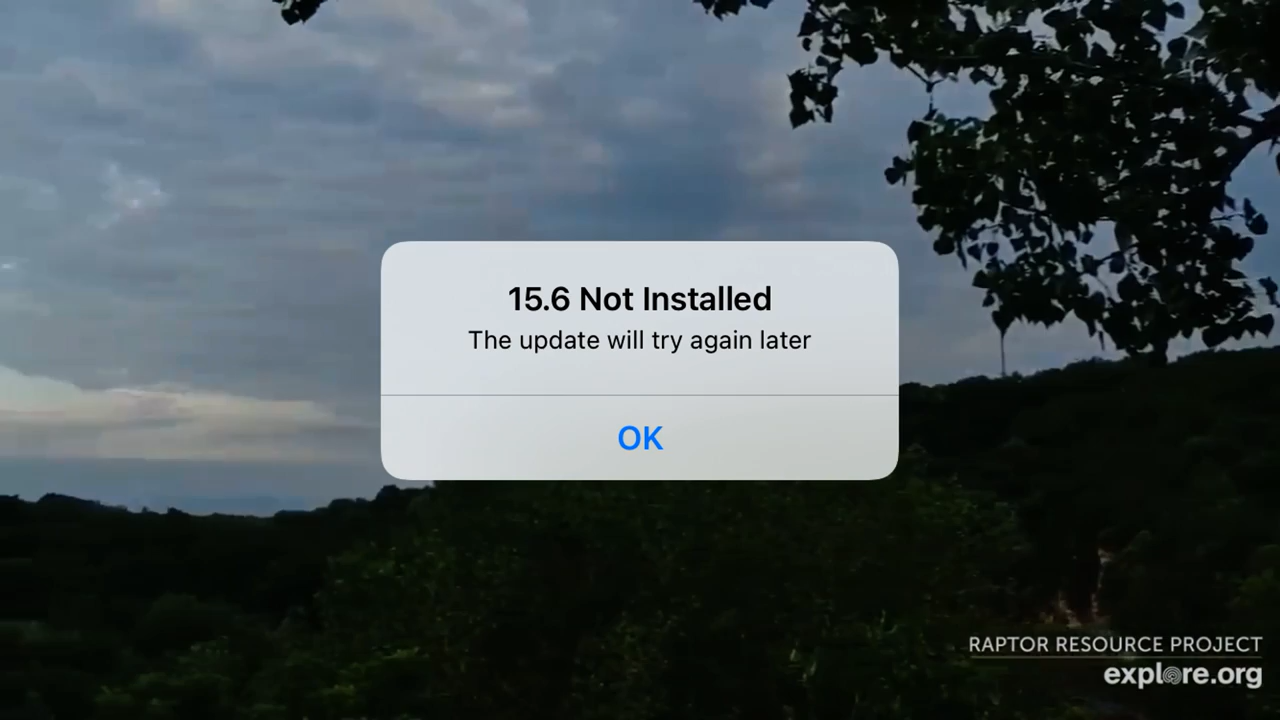 15.6 Not Installed
The update will try again later
OK
RAPTOR RESOURCE PROJECT
explore.org